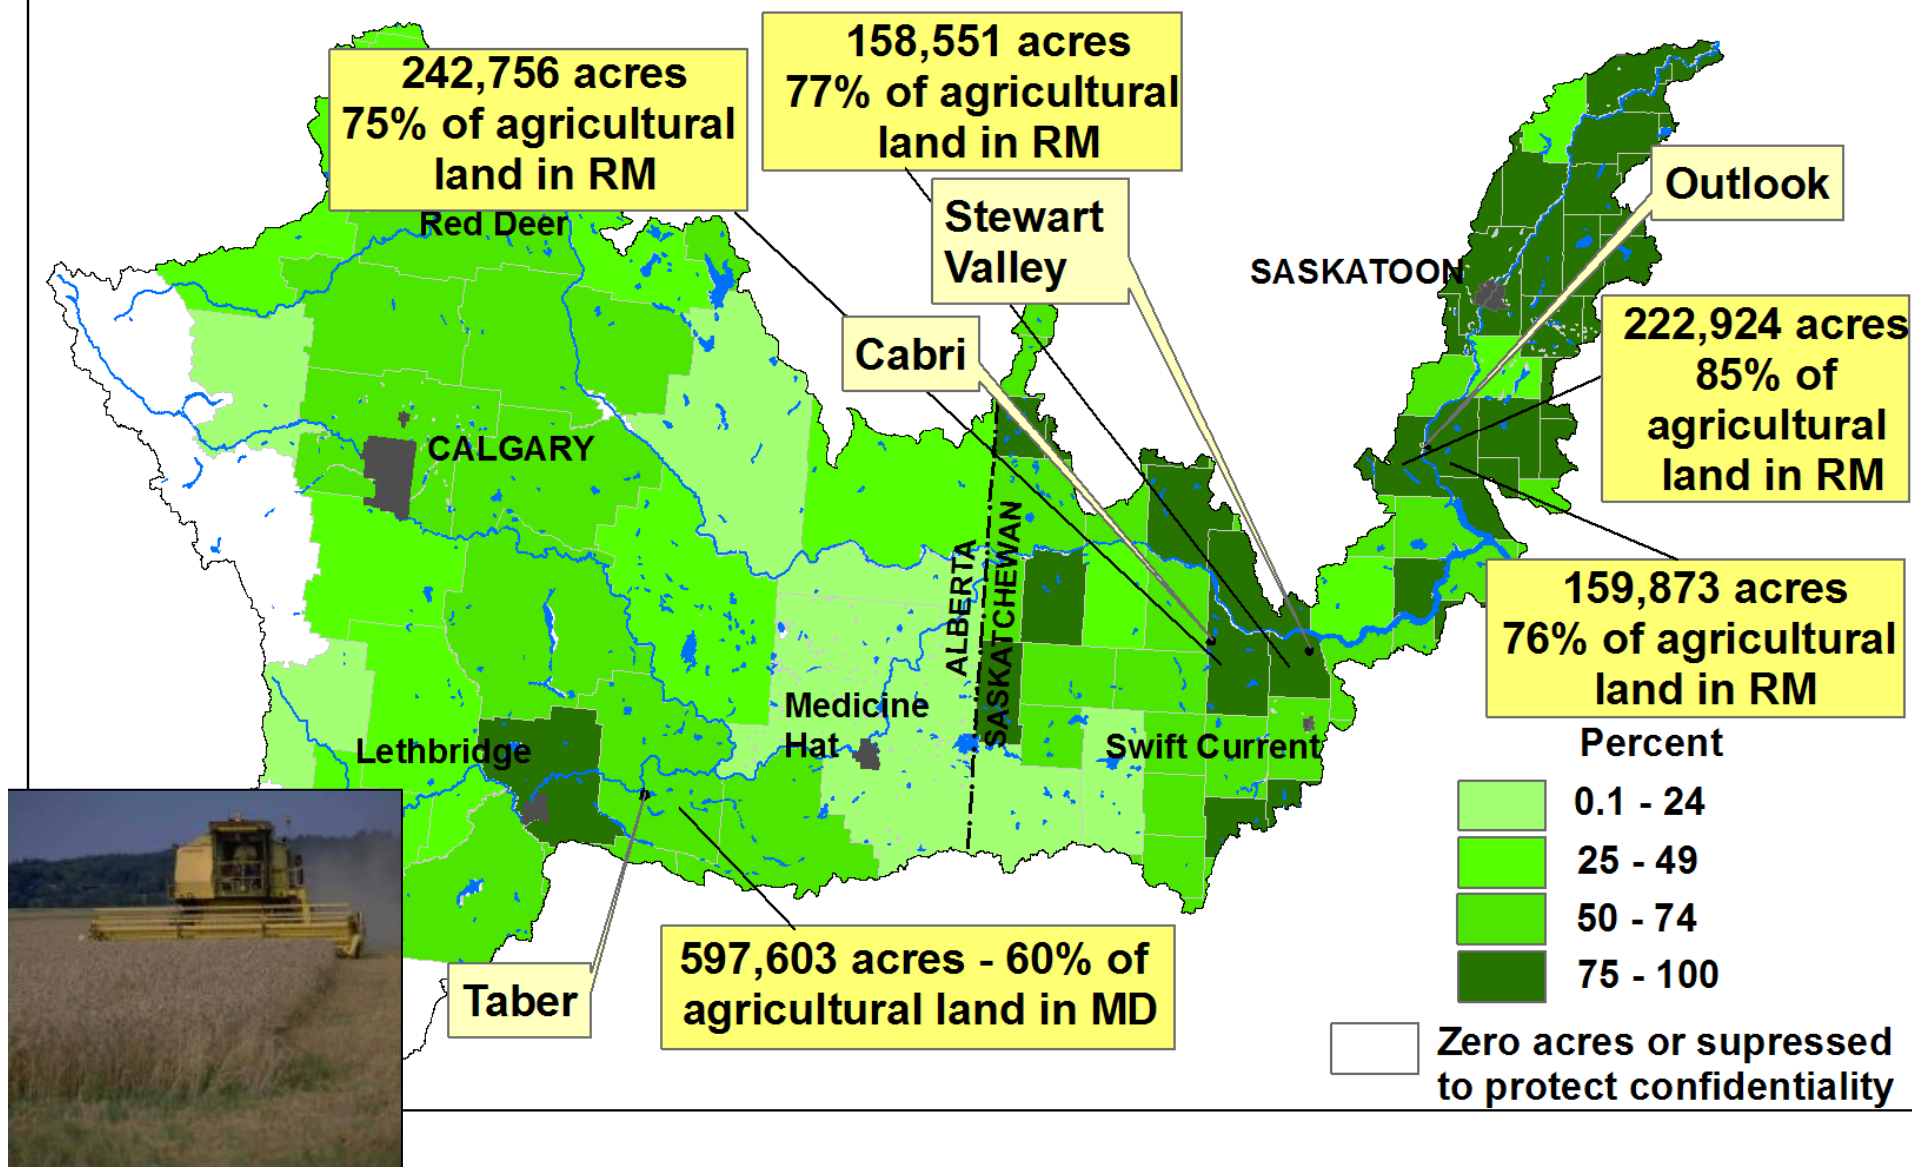 242,756 acres
75% of agricultural
land in RM
158,551 acres
77% of agricultural
land in RM
Stewart
Valley
Outlook
Red Deer
SASKATOON
Cabri
222,924 acres
85% of
agricultural
land in RM
CALGARY
ALBERTA
SASKATCHEWAN
159,873 acres
76% of agricultural
land in RM
Medicine
Hat
Lethbridge
Swift Current
Percent
0.1 - 24
25 - 49
50 - 74
75 - 100
597,603 acres - 60% of
agricultural land in MD
Taber
Zero acres or supressed
to protect confidentiality